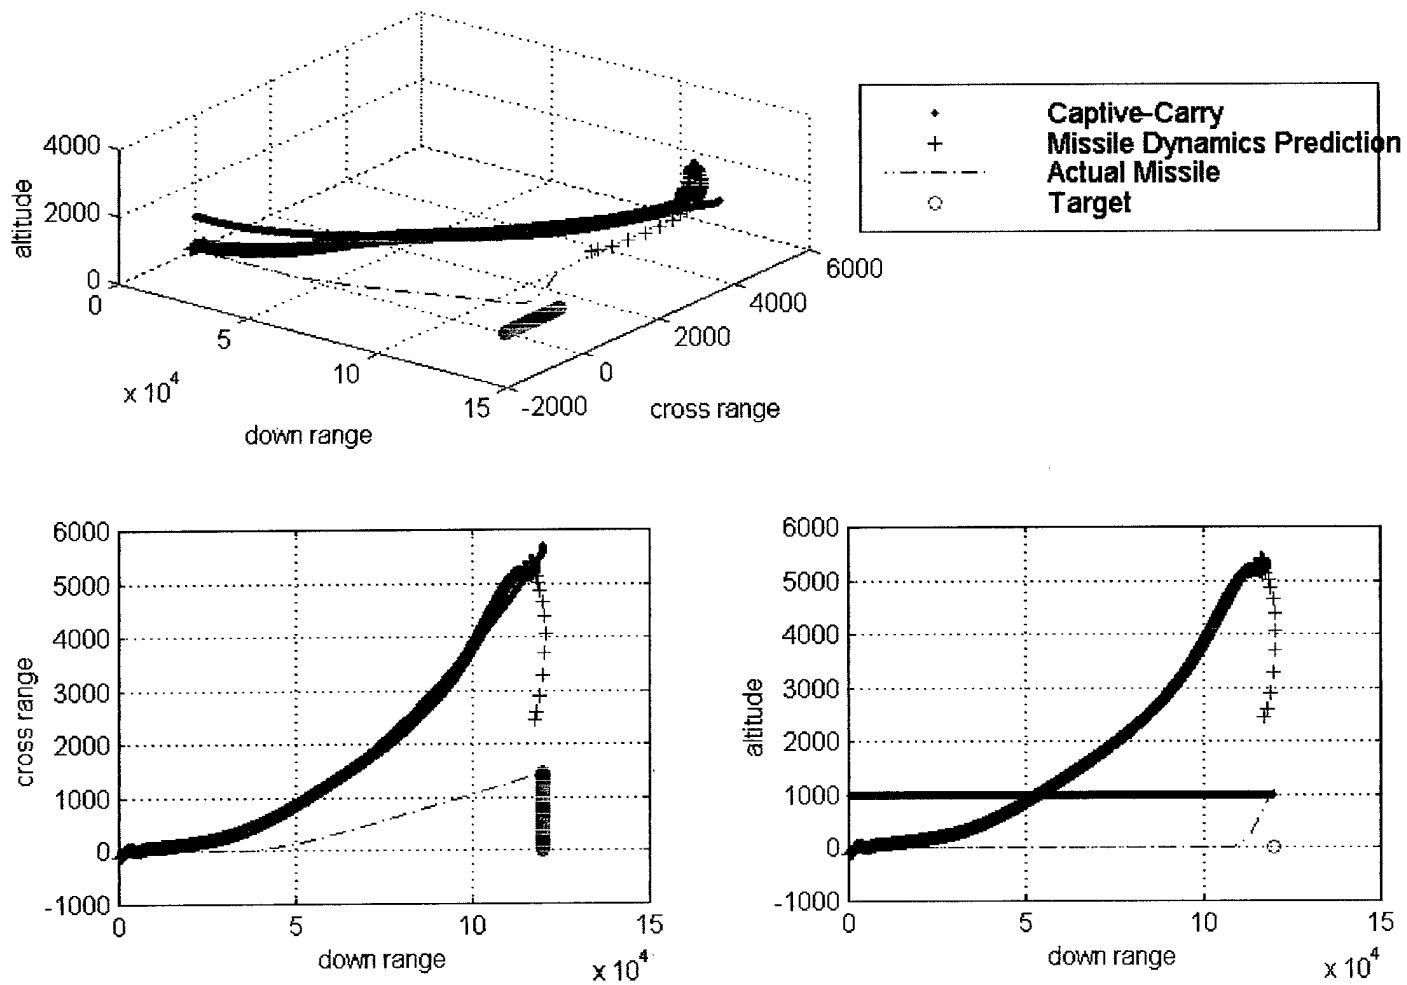 4000
2000
0
altitude
0
5
10
15
x 10^4
down range
-2000
0
2000
4000
6000
cross range
Captive-Carry
Missile Dynamics Prediction
Actual Missile
Target
6000
5000
4000
3000
2000
1000
0
-1000
cross range
0
5
10
15
down range
x 10^4
6000
5000
4000
3000
2000
1000
0
-1000
altitude
0
5
10
15
down range
x 10^4